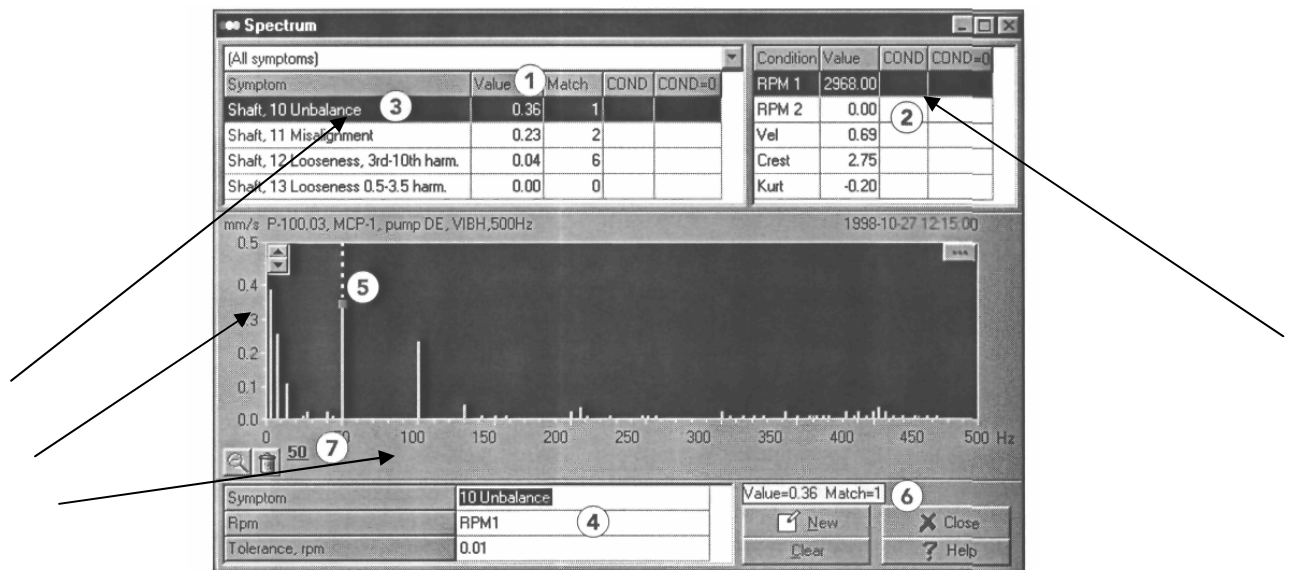 Spectrum
(All symptoms)
Symptom Value 1 Match COND COND=0
Shaft, 10 Unbalance 3 0.36 1
Shaft, 11 Misalignment 0.23 2
Shaft, 12 Looseness, 3rd-10th harm. 0.04 6
Shaft, 13 Looseness 0.5-3.5 harm. 0.00 0
Condition Value COND COND=0
RPM 1 2968.00
RPM 2 0.00 2
Vel 0.69
Crest 2.75
Kurt -0.20
mm/s P-100.03, MCP-1, pump DE, VIBH,500Hz 1998-10-27 12:15:00
0.5
0.4 5
0.3
0.2
0.1
0.0
0 50 100 150 200 250 300 350 400 450 500 Hz
50 7
Symptom 10 Unbalance
Rpm RPM1 4
Tolerance, rpm 0.01
Value=0.36 Match=1 6
New Close
Clear Help